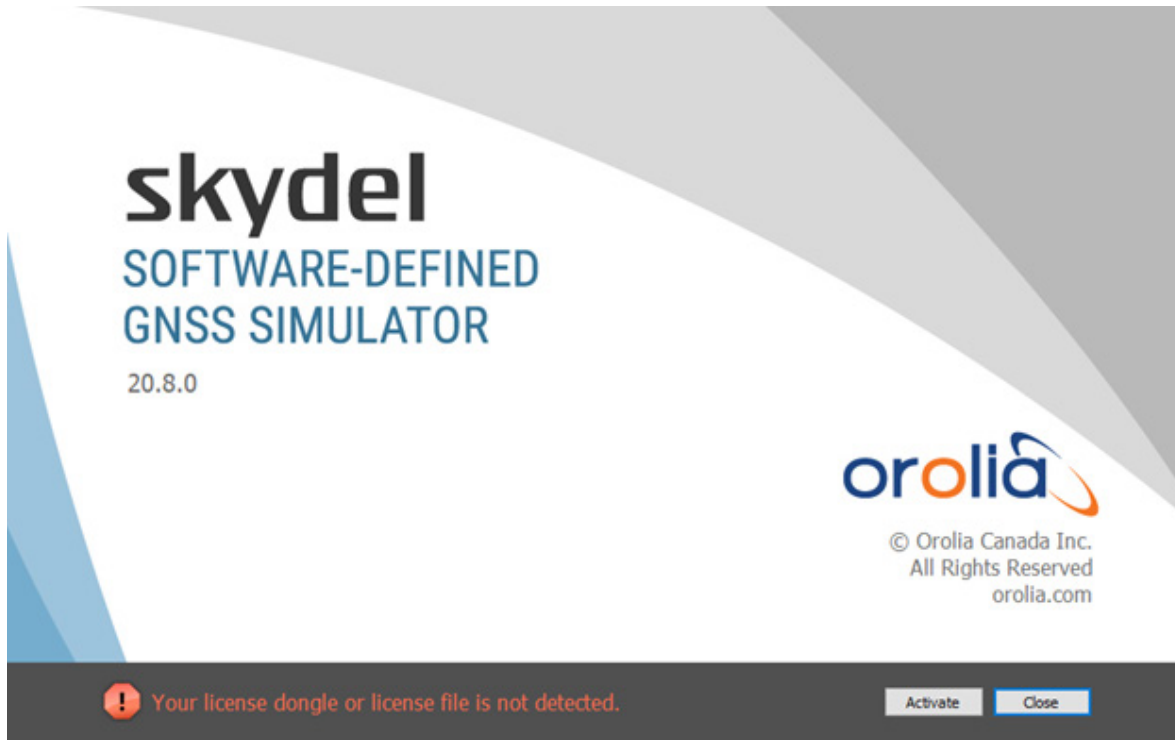 skydel
SOFTWARE-DEFINED
GNSS SIMULATOR
20.8.0
orolia
© Orolia Canada Inc.
All Rights Reserved
orolia.com
! Your license dongle or license file is not detected. Activate Close